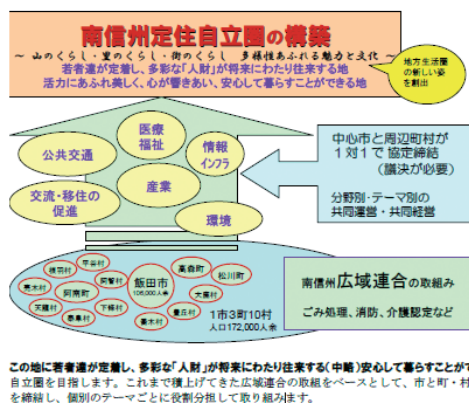 南信州定住自立圏の構築
～ 山のくらし・里のくらし・街のくらし 多様性あふれる魅力と文化 ～
若者達が定着し、多彩な「人財」が将来にわたり往来する地
活力にあふれ美しく、心が響きあい、安心して暮らすことができる地
地方生活圏
の新しい姿
を創出
医療
福祉
公共交通
情報
インフラ
産業
交流・移住の
促進
環境
中心市と周辺町村が
1対1で 協定締結
(議決が必要)
分野別・テーマ別の
共同運営・共同経営
平谷村
根羽村
阿智村
売木村
阿南町
天龍村
下條村
泰阜村
飯田市
106,000人余
高森町
松川町
大鹿村
豊丘村
喬木村
1市3町10村
人口172,000人余
南信州広域連合の取組み
ごみ処理、消防、介護認定など
この地に若者達が定着し、多彩な「人財」が将来にわたり往来する(中略)安心して暮らすことがで
自立圏を目指します。これまで積上げてきた広域連合の取組をベースとして、市と町・村
を締結し、個別のテーマごとに役割分担して取り組みます。